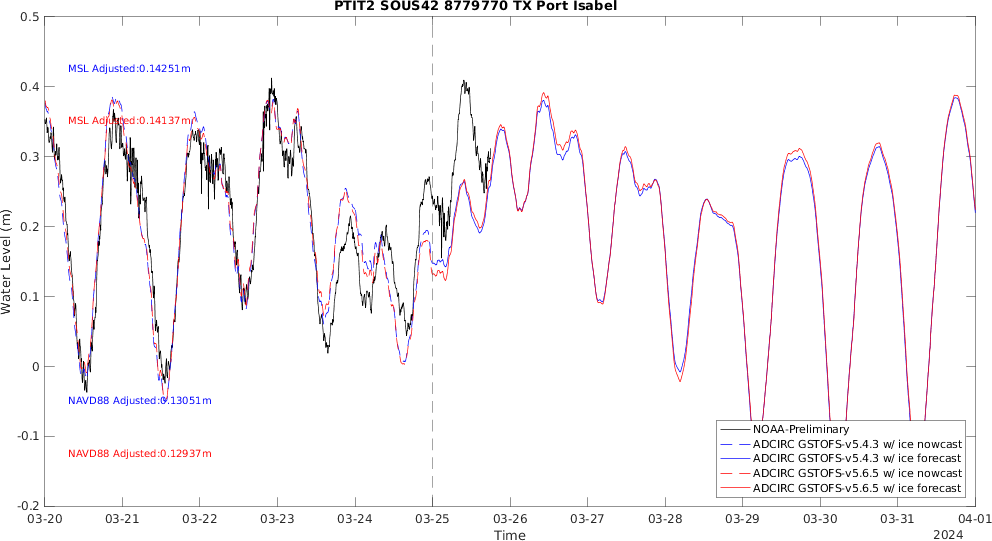 PTIT2 SOUS42 8779770 TX Port Isabel
0.5
0.4
0.3
0.2
0.1
0
-0.1
-0.2
Water Level (m)
MSL Adjusted:0.14251m
MSL Adjusted:0.14137m
NAVD88 Adjusted:0.13051m
NAVD88 Adjusted:0.12937m
NOAA-Preliminary
ADCIRC GSTOFS-v5.4.3 w/ ice nowcast
ADCIRC GSTOFS-v5.4.3 w/ ice forecast
ADCIRC GSTOFS-v5.6.5 w/ ice nowcast
ADCIRC GSTOFS-v5.6.5 w/ ice forecast
03-20 03-21 03-22 03-23 03-24 03-25 03-26 03-27 03-28 03-29 03-30 03-31 04-01
Time
2024